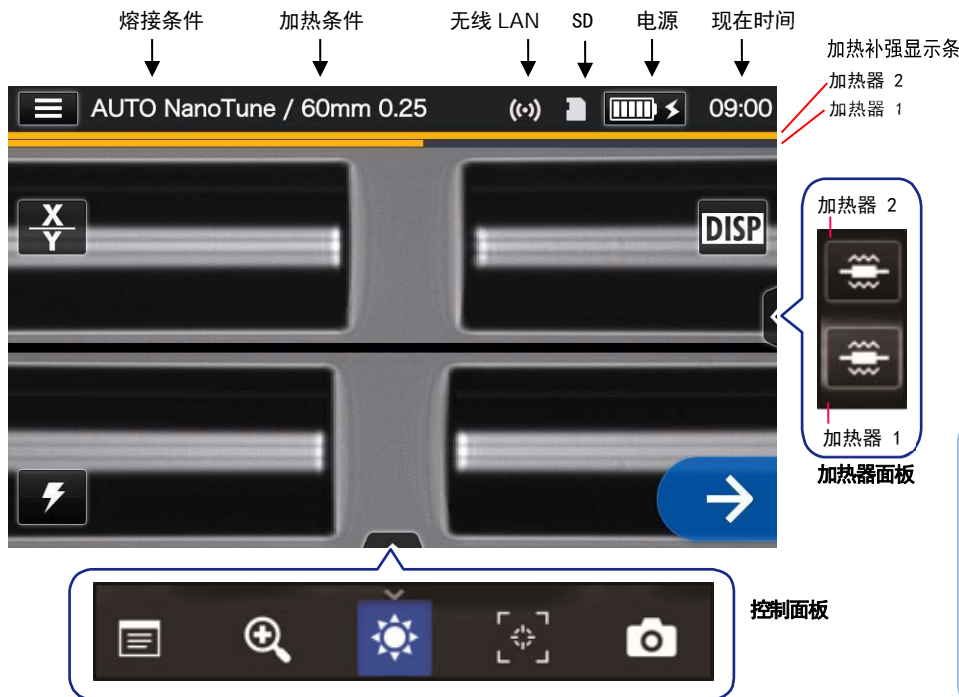 熔接条件 加热条件 无线 LAN SD 电源 现在时间
加热补强显示条
加热器 2
加热器 1
AUTO NanoTune / 60mm 0.25 09:00
X
Y
DISP
加热器 2
加热器 1
加热器面板
控制面板